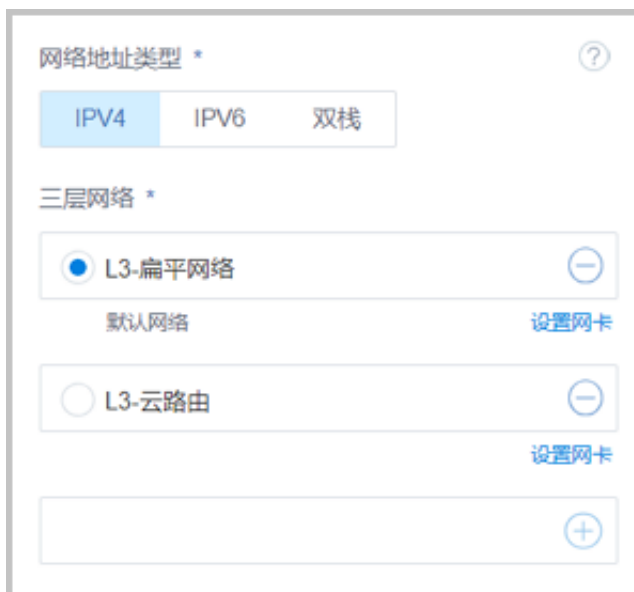 网络地址类型 *
IPV4 IPV6 双栈
三层网络 *
L3-扁平网络
默认网络 设置网卡
L3-云路由
设置网卡